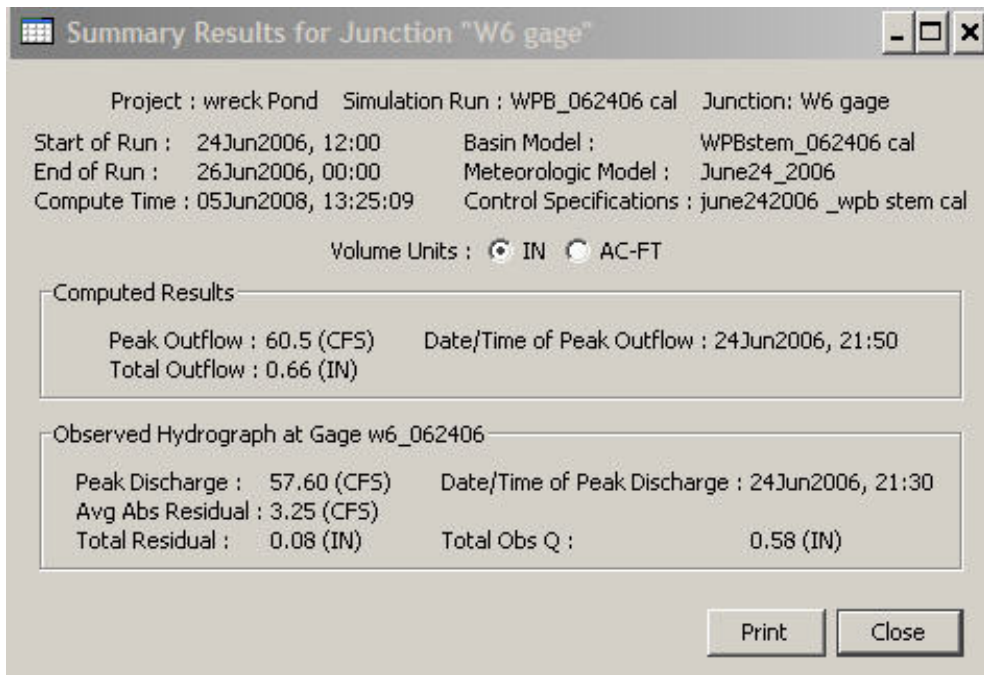 Summary Results for Junction "W6 gage"
Project : wreck Pond Simulation Run : WPB_062406 cal Junction: W6 gage
Start of Run : 24Jun2006, 12:00 Basin Model : WPBstem_062406 cal
End of Run : 26Jun2006, 00:00 Meteorologic Model : June24_2006
Compute Time : 05Jun2008, 13:25:09 Control Specifications : june242006 _wpb stem cal
Volume Units : IN AC-FT
Computed Results
Peak Outflow : 60.5 (CFS) Date/Time of Peak Outflow : 24Jun2006, 21:50
Total Outflow : 0.66 (IN)
Observed Hydrograph at Gage w6_062406
Peak Discharge : 57.60 (CFS) Date/Time of Peak Discharge : 24Jun2006, 21:30
Avg Abs Residual : 3.25 (CFS)
Total Residual : 0.08 (IN) Total Obs Q : 0.58 (IN)
Print Close